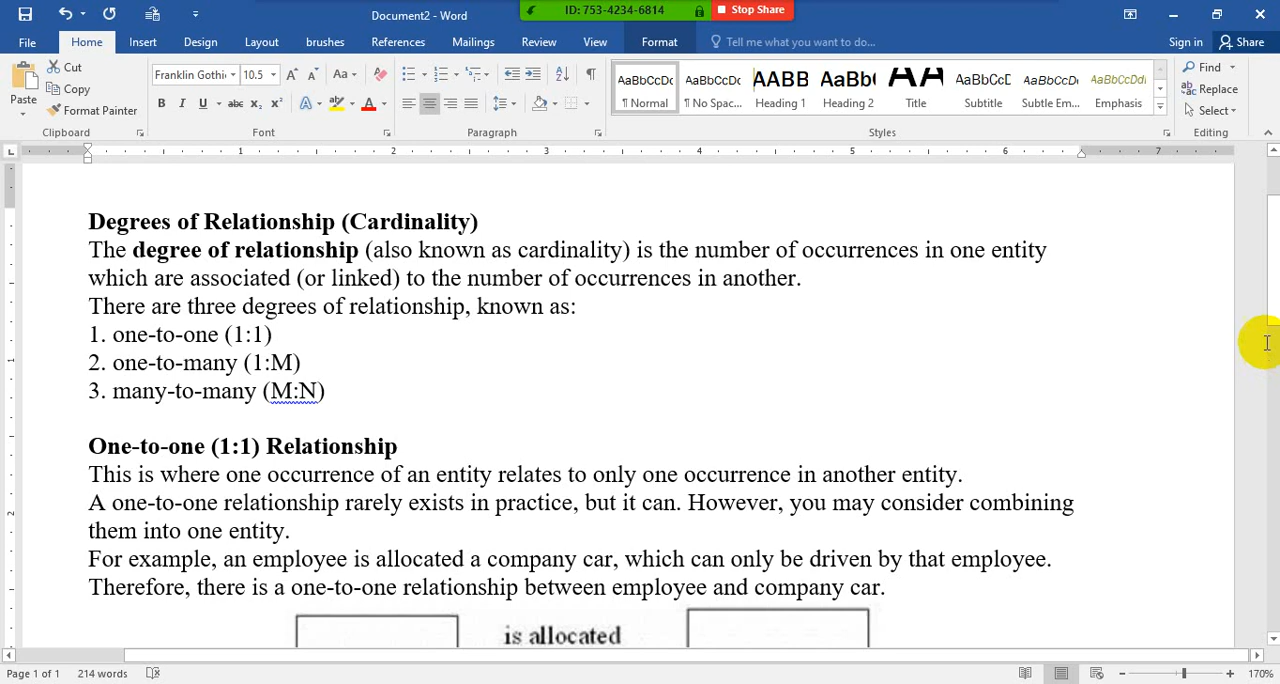 Document2 - Word
ID: 753-4234-6814
Stop Share
File Home Insert Design Layout brushes References Mailings Review View Format Tell me what you want to do... Sign in Share
Paste
Cut
Copy
Format Painter
Clipboard
Franklin Gothi 10.5
Font
Paragraph
AaBbCcDc AaBbCcDc AABB AaBb AA AaBbCcD AaBbCcDc AaBbCcDd
¶ Normal ¶ No Spac... Heading 1 Heading 2 Title Subtitle Subtle Em... Emphasis
Styles
Find
Replace
Select
Editing
1 2 3 4 5 6 7
Degrees of Relationship (Cardinality)
The degree of relationship (also known as cardinality) is the number of occurrences in one entity
which are associated (or linked) to the number of occurrences in another.
There are three degrees of relationship, known as:
1. one-to-one (1:1)
2. one-to-many (1:M)
3. many-to-many (M:N)
One-to-one (1:1) Relationship
This is where one occurrence of an entity relates to only one occurrence in another entity.
A one-to-one relationship rarely exists in practice, but it can. However, you may consider combining
them into one entity.
For example, an employee is allocated a company car, which can only be driven by that employee.
Therefore, there is a one-to-one relationship between employee and company car.
is allocated
Page 1 of 1 214 words 170%